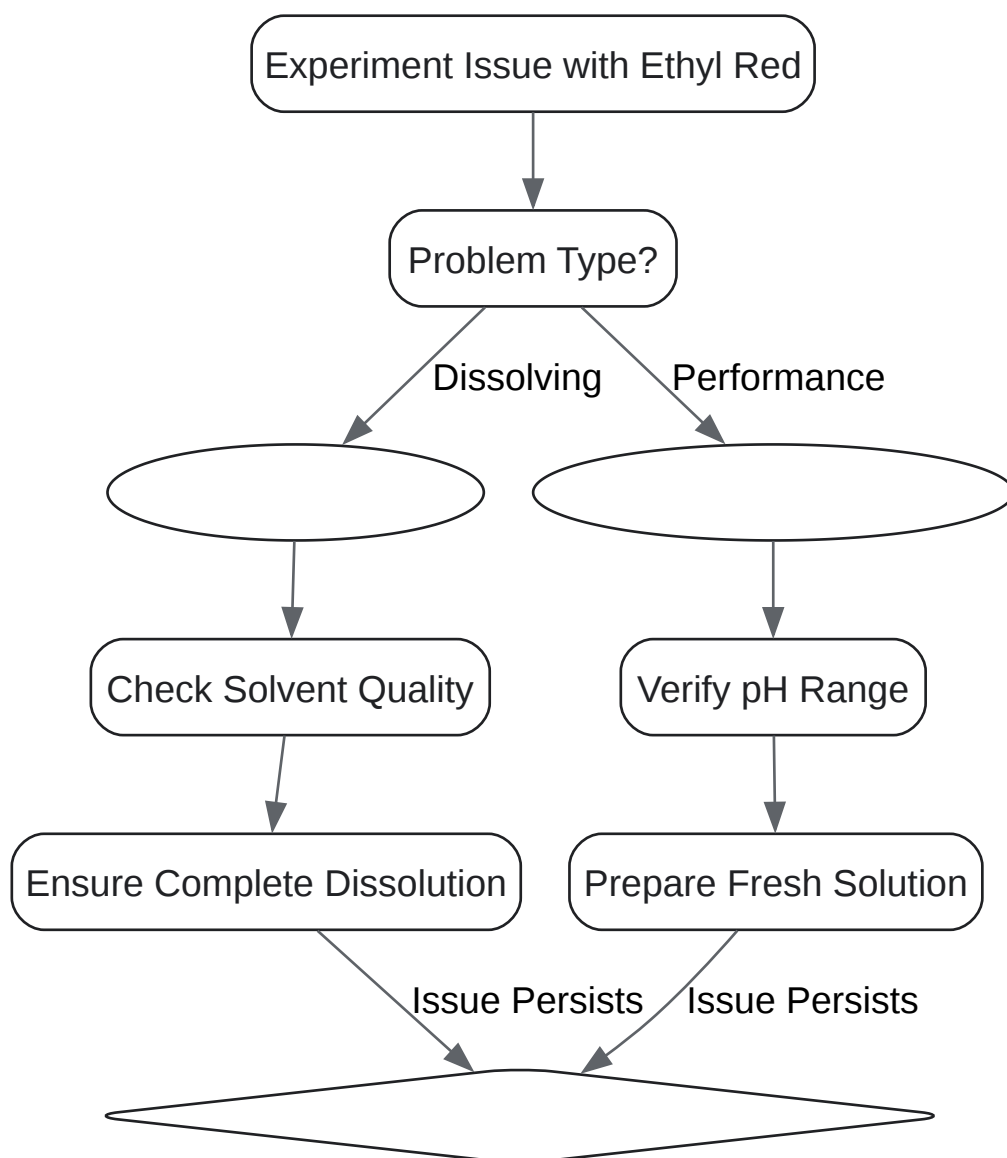 Experiment Issue with Ethyl Red
Problem Type?
Dissolving
Performance
Check Solvent Quality
Verify pH Range
Ensure Complete Dissolution
Prepare Fresh Solution
Issue Persists
Issue Persists